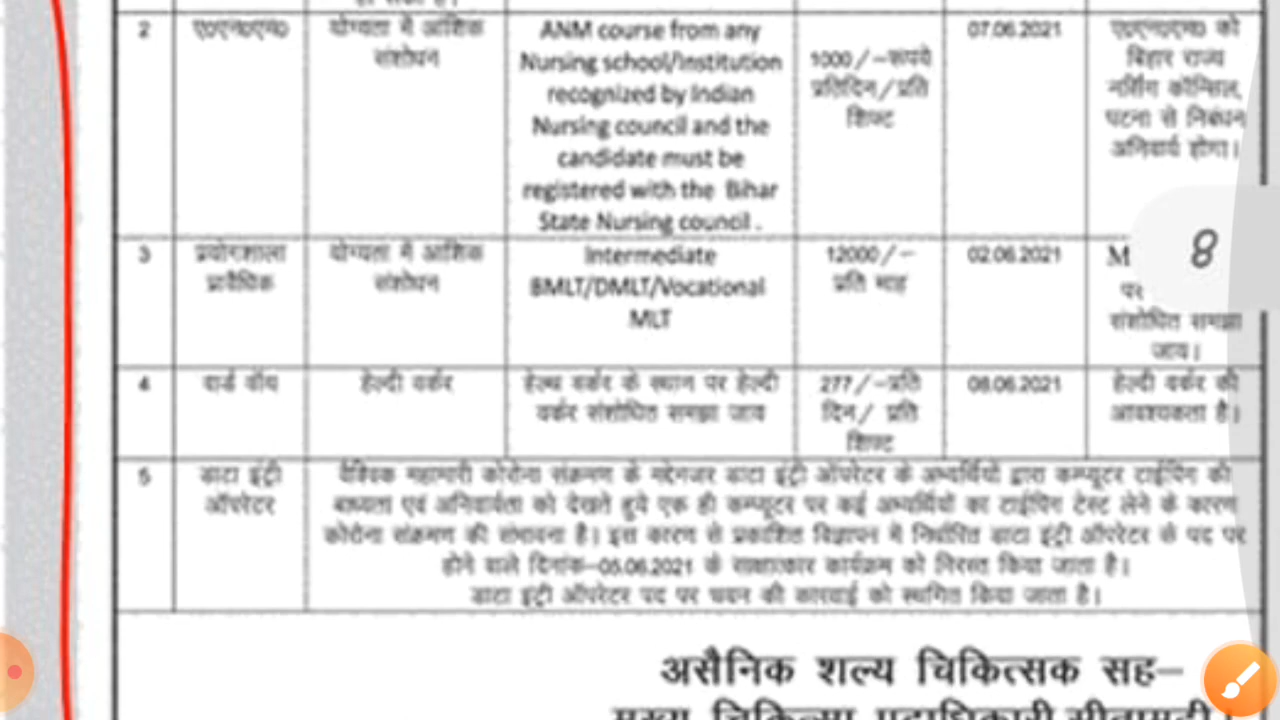 2
ए०एन०एम०
योग्यता में आंशिक
संशोधन
ANM course from any
Nursing school/Institution
recognized by Indian
Nursing council and the
candidate must be
registered with the Bihar
State Nursing council.
1000/-रूपये
प्रतिदिन/प्रति
शिफ्ट
07.06.2021
ए०एन०एम० को
बिहार राज्य
नर्सिंग कॉन्सिल,
पटना से निबंधन
अनिवार्य होगा।
3
प्रयोगशाला
प्रावैधिक
योग्यता में आंशिक
संशोधन
Intermediate
BMLT/DMLT/Vocational
MLT
12000/-
प्रति माह
02.06.2021
M
पर
संशोधित समझा
जाय।
8
4
वार्ड वॉय
हेल्दी वर्कर
हेल्थ वर्कर के स्थान पर हेल्दी
वर्कर संशोधित समझा जाय
277/-प्रति
दिन/ प्रति
शिफ्ट
08.06.2021
हेल्दी वर्कर की
आवश्यकता है।
5
डाटा इंट्री
ऑपरेटर
वैश्विक महामारी कोरोना संक्रमण के मद्देनजर डाटा इंट्री ऑपरेटर के अभ्यर्थियों द्वारा कम्प्यूटर टाईपिंग की
बाध्यता एवं अनिवार्यता को देखते हुये एक ही कम्प्यूटर पर कई अभ्यर्थियों का टाईपिंग टेस्ट लेने के कारण
कोरोना संक्रमण की संभावना है। इस कारण से प्रकाशित विज्ञापन में निर्धारित डाटा इंट्री ऑपरेटर के पद पर
होने वाले दिनांक-05.06.2021 के साक्षात्कार कार्यक्रम को निरस्त किया जाता है।
डाटा इंट्री ऑपरेटर पद पर चयन की कारवाई को स्थगित किया जाता है।
असैनिक शल्य चिकित्सक सह-
मुख्य चिकित्सा पदाधिकारी,सीतामढ़ी।